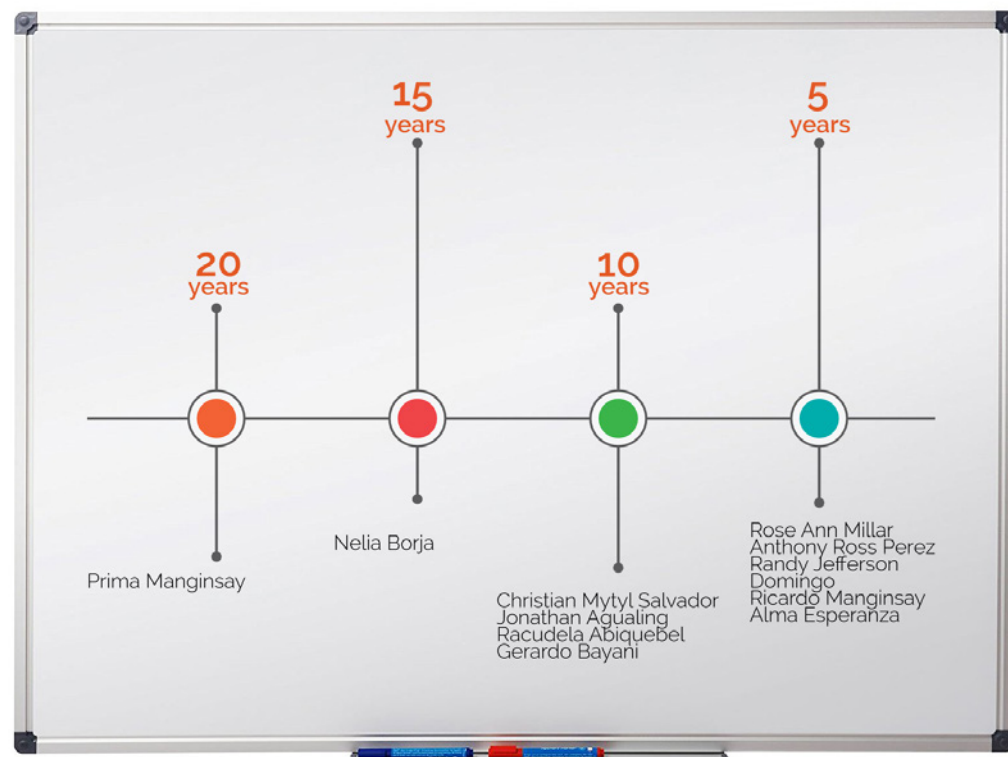 15
years
5
years
20
years
10
years
Prima Manginsay
Nelia Borja
Christian Mytyl Salvador
Jonathan Agualing
Racudela Abiquebel
Gerardo Bayani
Rose Ann Millar
Anthony Ross Perez
Randy Jefferson
Domingo
Ricardo Manginsay
Alma Esperanza